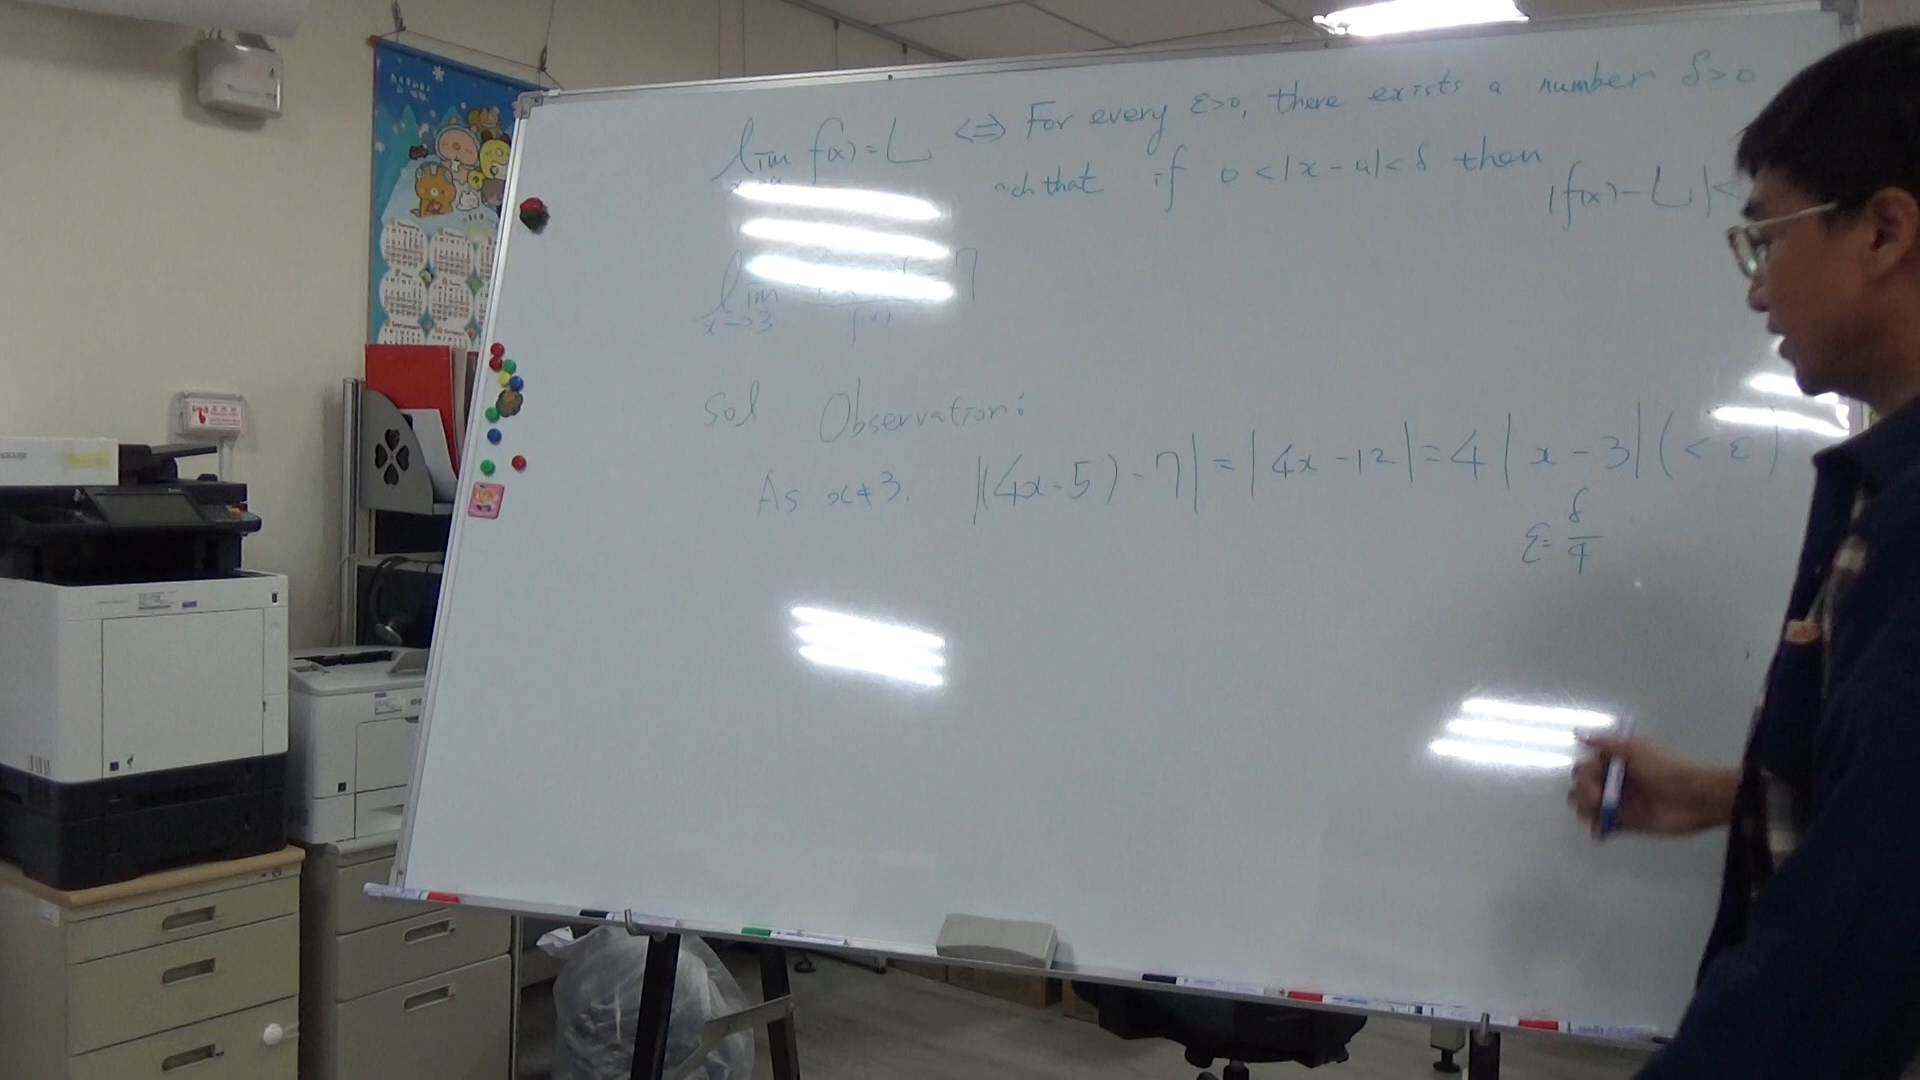 lim f(x) = L <=> For every ε>0, there exists a number δ>0
x→a
such that if 0<|x-a|<δ then |f(x)-L|<
lim 7
x→3 f(x)
Sol Observation:
As x≠3. |(4x-5)-7|=|4x-12|=4|x-3|(<ε)
ε=δ/4